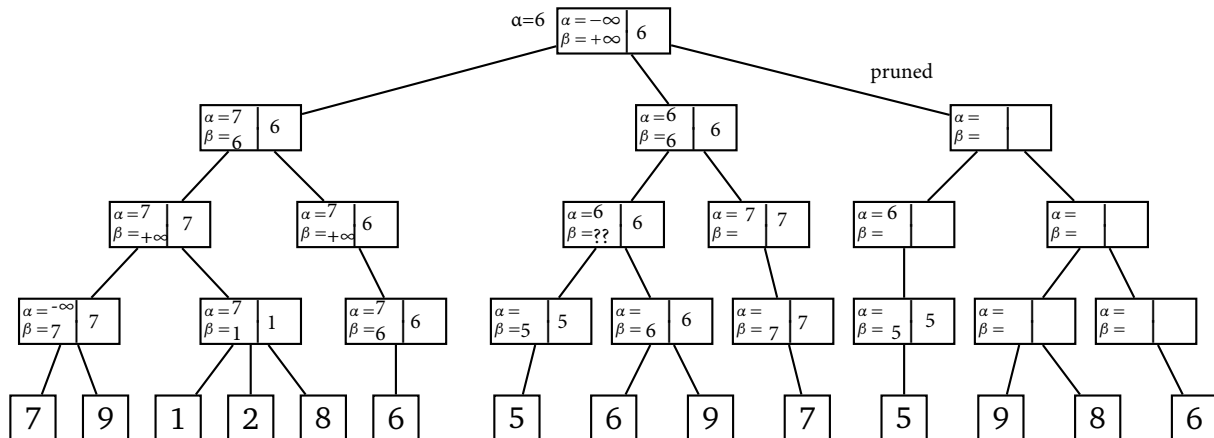 α=6
α = −∞
β = +∞
6
pruned
α = 7
β = 6
6
α = 6
β = 6
6
α =
β =
α = 7
β = +∞
7
α = 7
β = +∞
6
α = 6
β = ??
6
α = 7
β =
7
α = 6
β =
α =
β =
α = -∞
β = 7
7
α = 7
β = 1
1
α = 7
β = 6
6
α =
β = 5
5
α =
β = 6
6
α =
β = 7
7
α =
β = 5
5
α =
β =
α =
β =
7 9 1 2 8 6 5 6 9 7 5 9 8 6